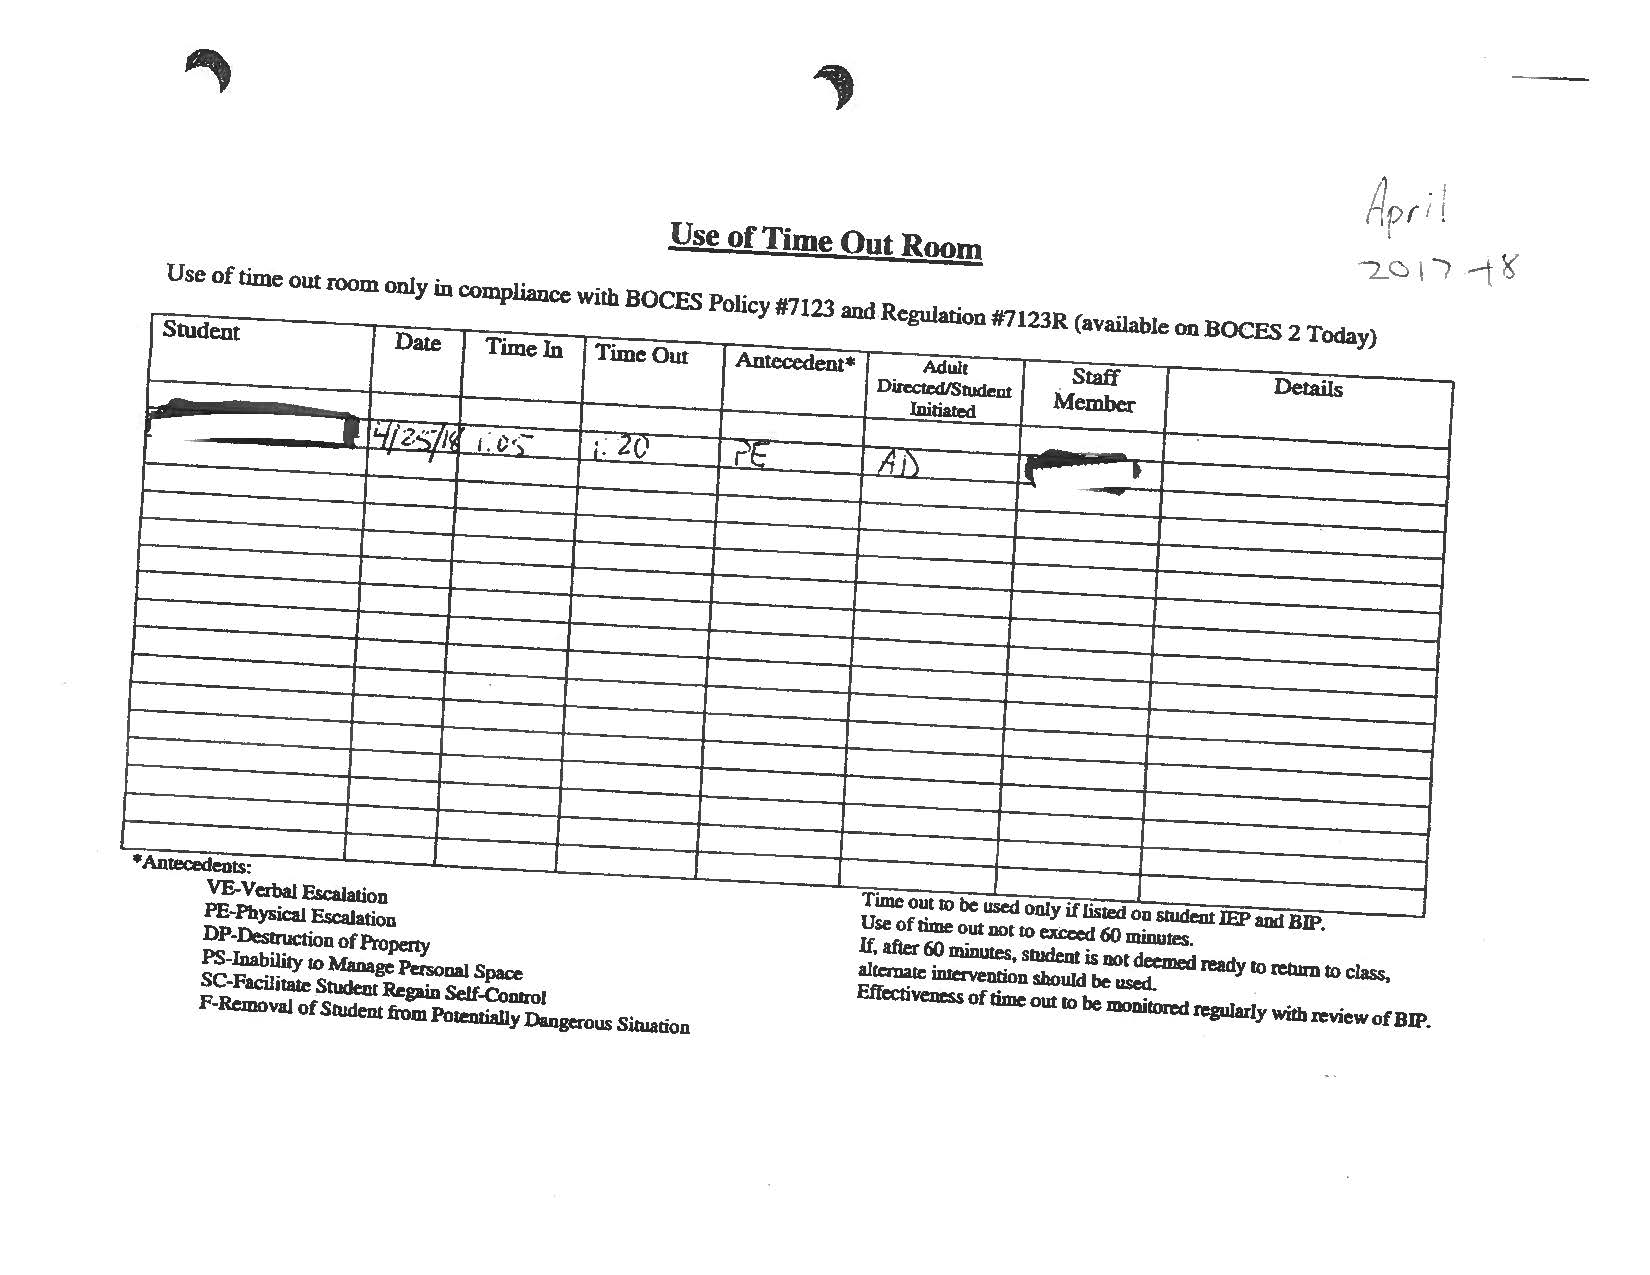 April
2017-18
Use of Time Out Room
Use of time out room only in compliance with BOCES Policy #7123 and Regulation #7123R (available on BOCES 2 Today)
Student Date Time In Time Out Antecedent* Adult Directed/Student Initiated Staff Member Details
4/25/18 1:05 1:20 PE AD
*Antecedents:
VE-Verbal Escalation
PE-Physical Escalation
DP-Destruction of Property
PS-Inability to Manage Personal Space
SC-Facilitate Student Regain Self-Control
F-Removal of Student from Potentially Dangerous Situation
Time out to be used only if listed on student IEP and BIP.
Use of time out not to exceed 60 minutes.
If, after 60 minutes, student is not deemed ready to return to class,
alternate intervention should be used.
Effectiveness of time out to be monitored regularly with review of BIP.